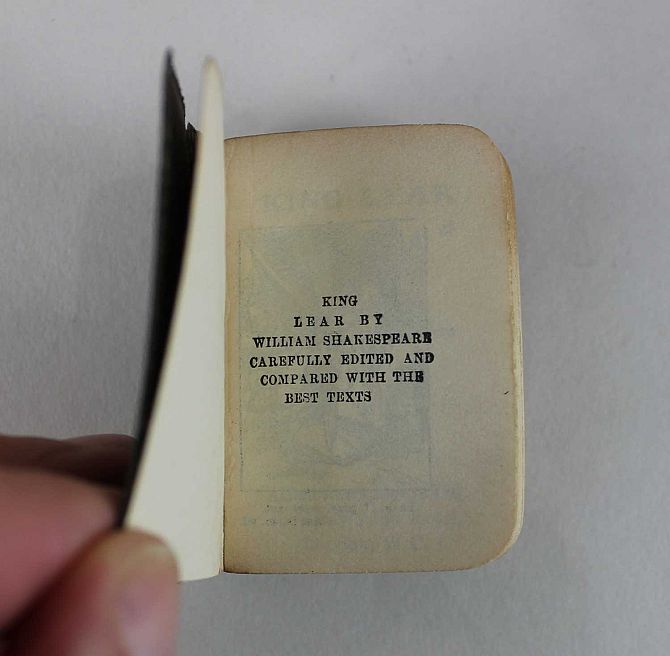 KING
LEAR BY
WILLIAM SHAKESPEARE
CAREFULLY EDITED AND
COMPARED WITH THE
BEST TEXTS